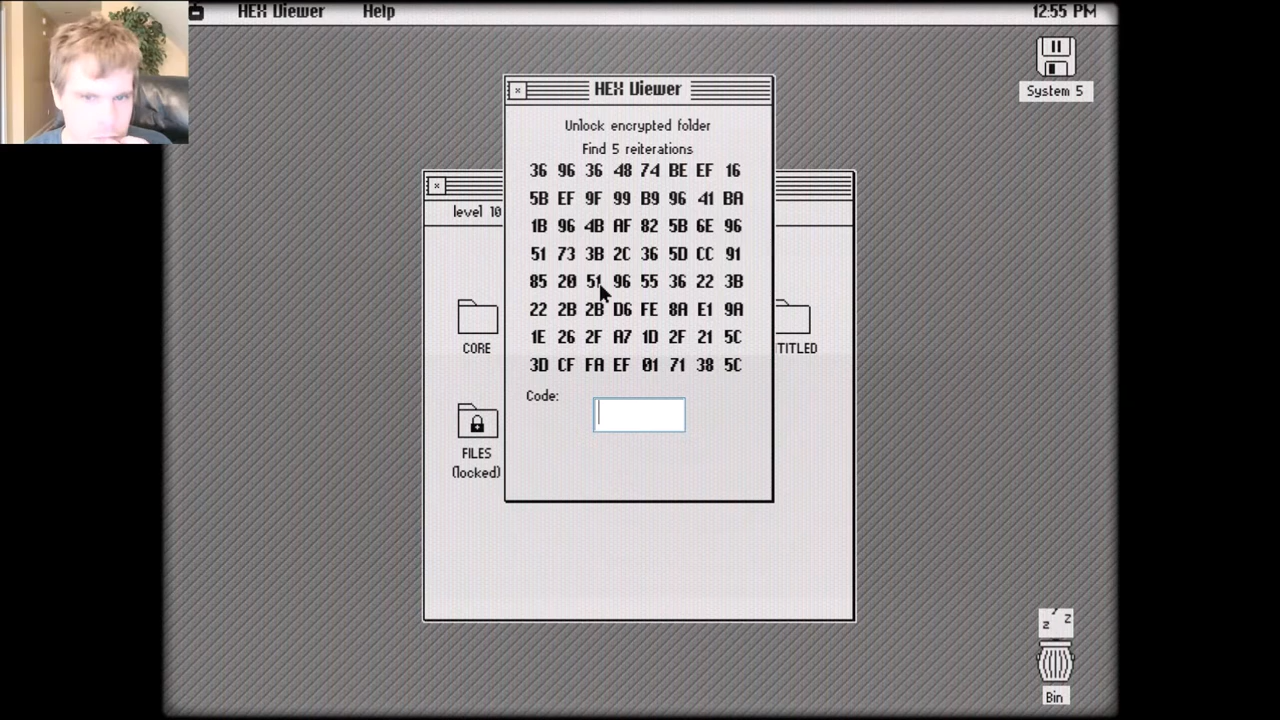 HEX Viewer Help 12:55 PM
System 5
HEX Viewer
Unlock encrypted folder
Find 5 reiterations
36 96 36 48 74 BE EF 16
5B EF 9F 99 B9 96 41 BA
1B 96 4B AF 82 5B 6E 96
51 73 3B 2C 36 5D CC 91
85 20 51 96 55 36 22 3B
22 2B 2B D6 FE 8A E1 9A
1E 26 2F A7 1D 2F 21 5C
3D CF FA EF 01 71 38 5C
Code:
level 10
CORE
TITLED
FILES
(locked)
z z
Bin